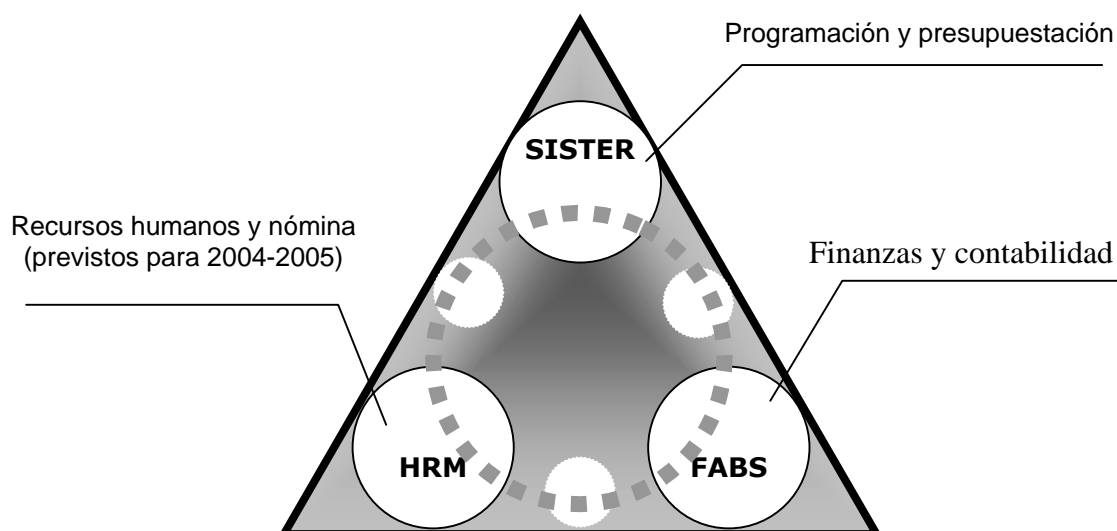 Programación y presupuestación
SISTER
Recursos humanos y nómina
(previstos para 2004-2005)
Finanzas y contabilidad
HRM
FABS